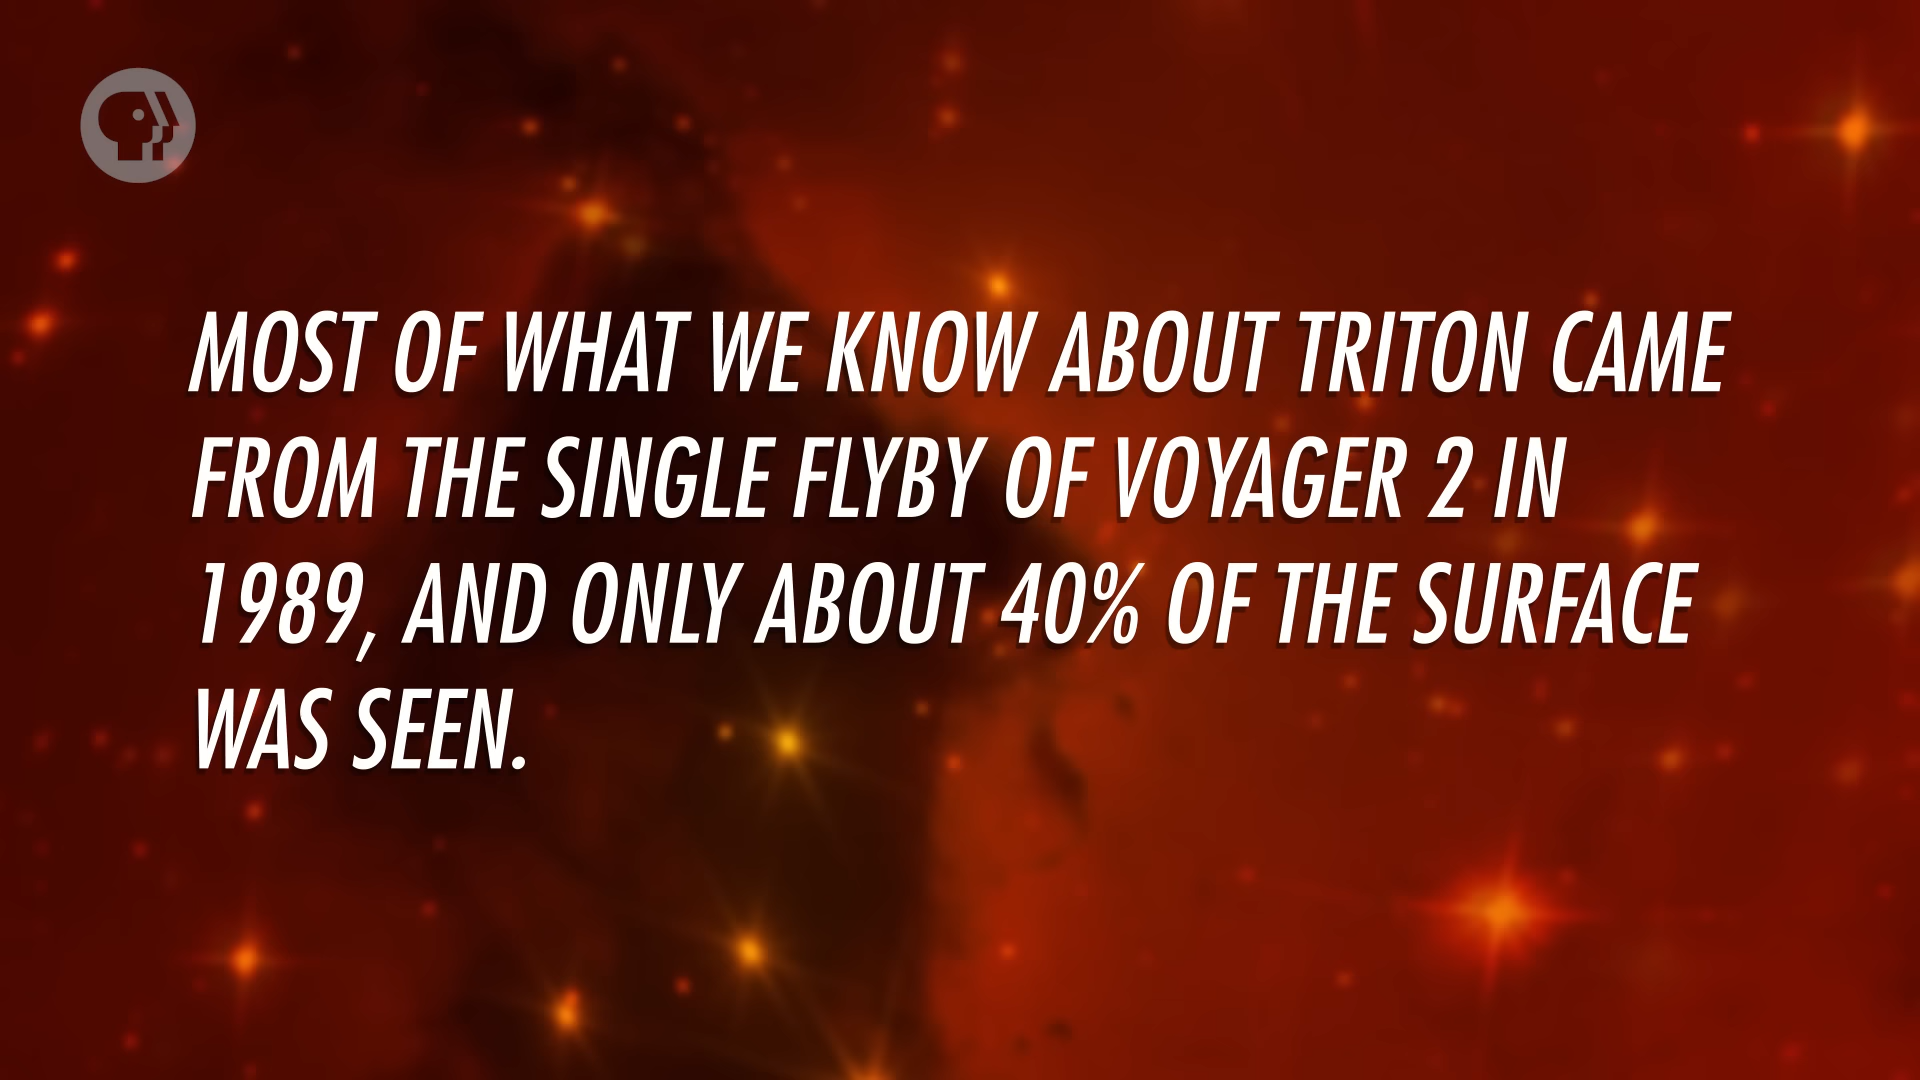 MOST OF WHAT WE KNOW ABOUT TRITON CAME
FROM THE SINGLE FLYBY OF VOYAGER 2 IN
1989, AND ONLY ABOUT 40% OF THE SURFACE
WAS SEEN.